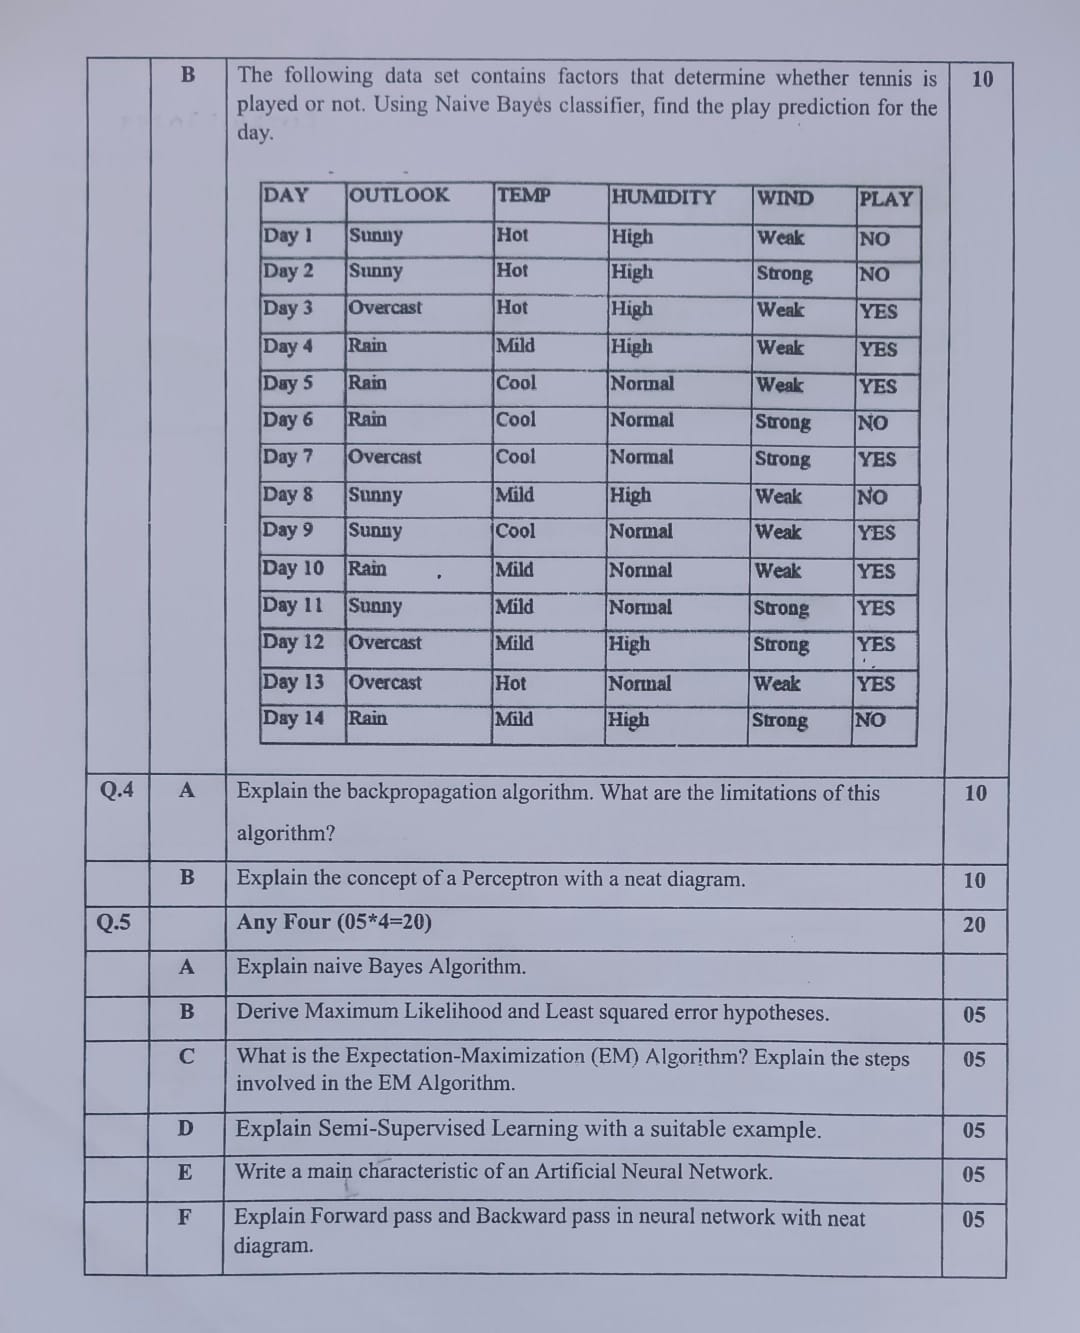 B The following data set contains factors that determine whether tennis is 10
played or not. Using Naive Bayes classifier, find the play prediction for the
day.
DAY OUTLOOK TEMP HUMIDITY WIND PLAY
Day 1 Sunny Hot High Weak NO
Day 2 Sunny Hot High Strong NO
Day 3 Overcast Hot High Weak YES
Day 4 Rain Mild High Weak YES
Day 5 Rain Cool Normal Weak YES
Day 6 Rain Cool Normal Strong NO
Day 7 Overcast Cool Normal Strong YES
Day 8 Sunny Mild High Weak NO
Day 9 Sunny Cool Normal Weak YES
Day 10 Rain Mild Normal Weak YES
Day 11 Sunny Mild Normal Strong YES
Day 12 Overcast Mild High Strong YES
Day 13 Overcast Hot Normal Weak YES
Day 14 Rain Mild High Strong NO
Q.4 A Explain the backpropagation algorithm. What are the limitations of this 10
algorithm?
B Explain the concept of a Perceptron with a neat diagram. 10
Q.5 Any Four (05*4=20) 20
A Explain naive Bayes Algorithm.
B Derive Maximum Likelihood and Least squared error hypotheses. 05
C What is the Expectation-Maximization (EM) Algorithm? Explain the steps 05
involved in the EM Algorithm.
D Explain Semi-Supervised Learning with a suitable example. 05
E Write a main characteristic of an Artificial Neural Network. 05
F Explain Forward pass and Backward pass in neural network with neat 05
diagram.